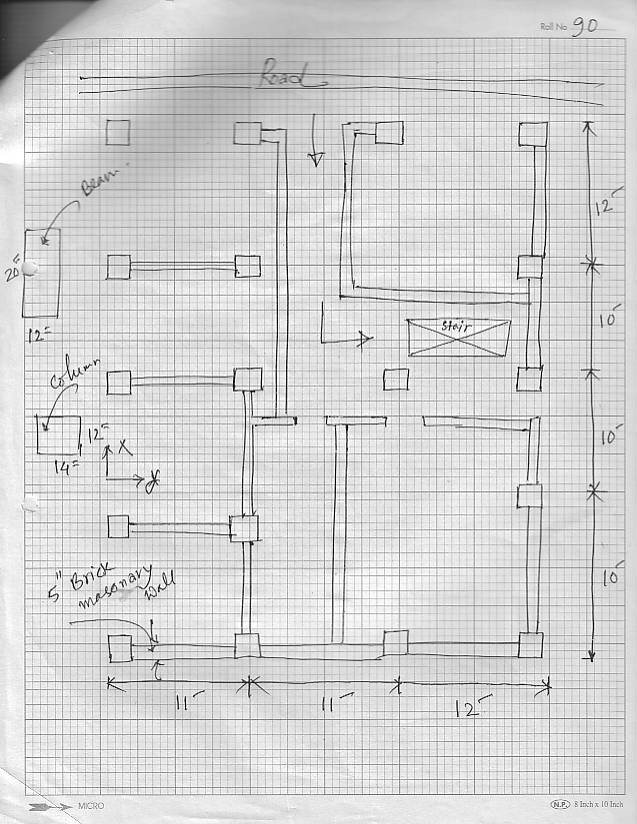 Roll No 90
Road
Beam
20"
12"
Column
12"
14"
X
y
Stair
12'
10'
10'
10'
5" Brick
masonary
Wall
11'
11'
12'
MICRO
N.P. 8 Inch x 10 Inch